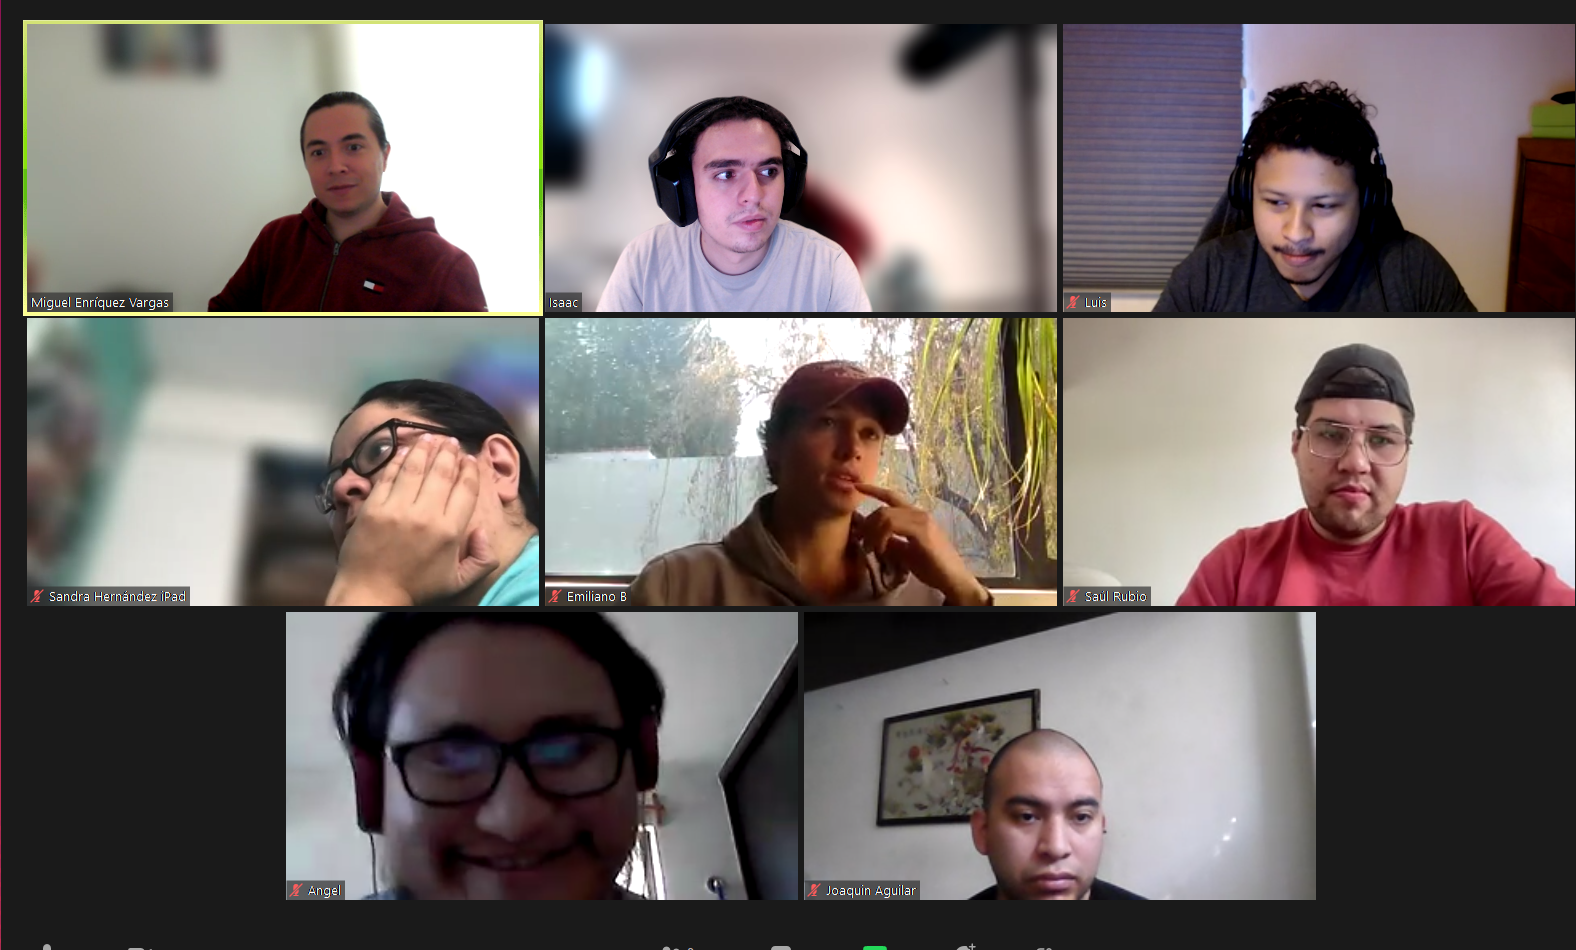 Miguel Enríquez Vargas
Isaac
Luis
Sandra Hernández iPad
Emiliano B
Saúl Rubio
Angel
Joaquin Aguilar